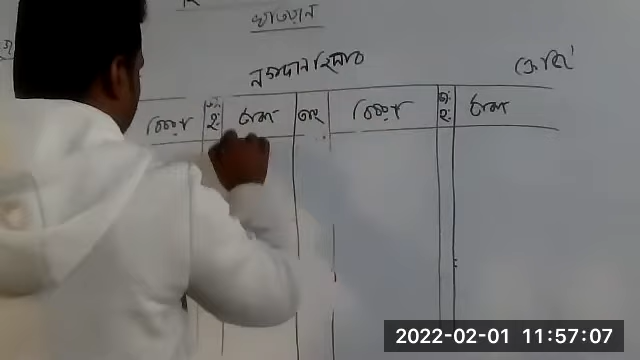 খতিয়ান
নগদান হিসাব
ক্রেডিট
বিবরণ টাকা তাং বিবরণ টাকা
2022-02-01 11:57:07